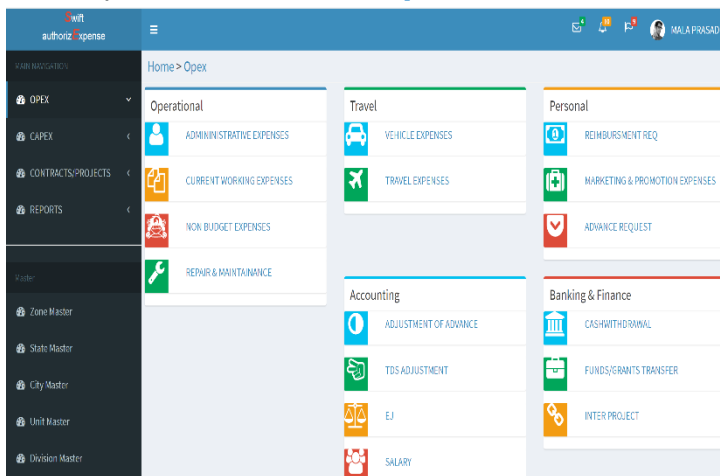 Swift
authorizExpense
MALA PRASAD
MAIN NAVIGATION
Home > Opex
OPEX
CAPEX
CONTRACTS/PROJECTS
REPORTS
Master
Zone Master
State Master
City Master
Unit Master
Division Master
Operational
ADMININISTRATIVE EXPENSES
CURRENT WORKING EXPENSES
NON BUDGET EXPENSES
REPAIR & MAINTAINANCE
Travel
VEHICLE EXPENSES
TRAVEL EXPENSES
Personal
REIMBURSMENT REQ
MARKETING & PROMOTION EXPENSES
ADVANCE REQUEST
Accounting
ADJUSTMENT OF ADVANCE
TDS ADJUSTMENT
EJ
SALARY
Banking & Finance
CASHWITHDRAWAL
FUNDS/GRANTS TRANSFER
INTER PROJECT